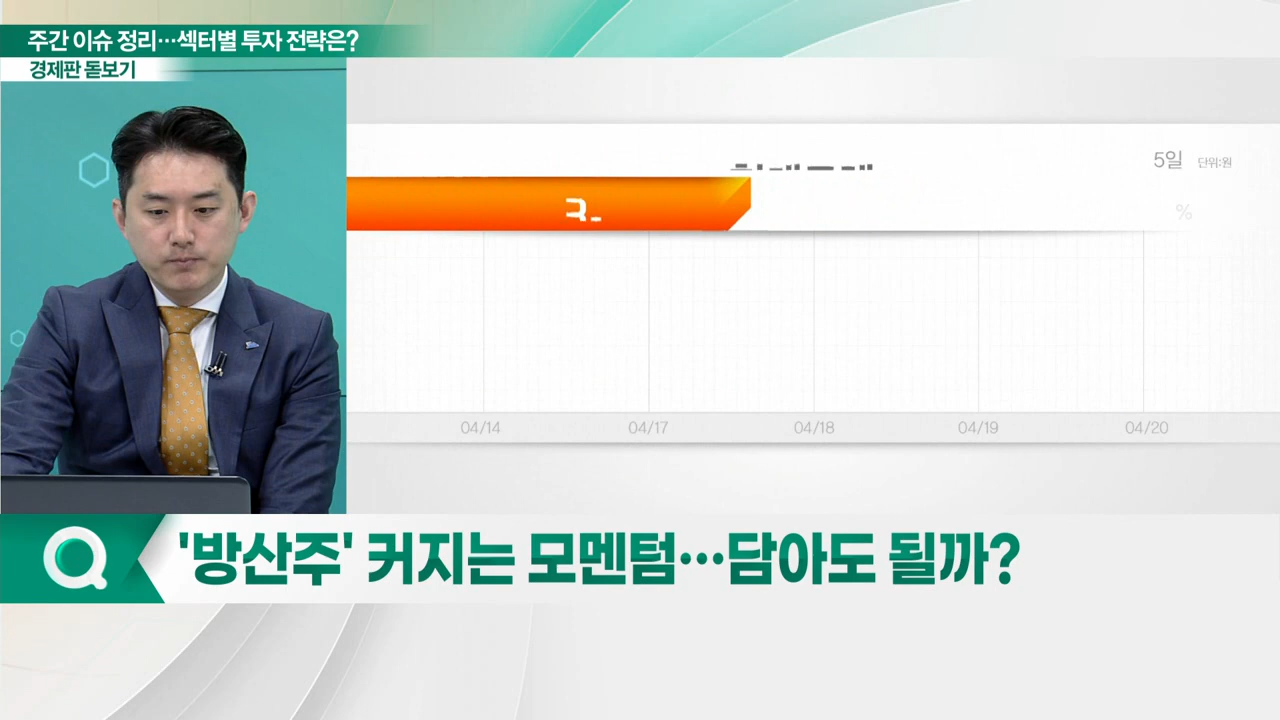 주간 이슈 정리…섹터별 투자 전략은?
경제판 돋보기
5일 단위:원
%
04/14 04/17 04/18 04/19 04/20
'방산주' 커지는 모멘텀…담아도 될까?